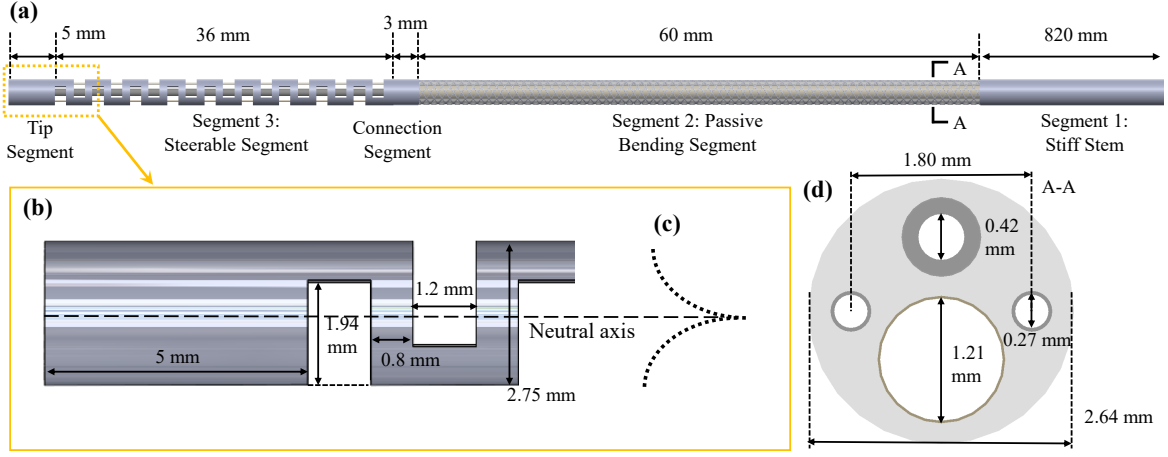 (a)
5 mm
36 mm
3 mm
60 mm
820 mm
A
A
Tip
Segment
Segment 3:
Steerable Segment
Connection
Segment
Segment 2: Passive
Bending Segment
Segment 1:
Stiff Stem
(b)
1.2 mm
1.94
mm
0.8 mm
5 mm
2.75 mm
Neutral axis
(c)
(d)
1.80 mm
A-A
0.42
mm
0.27 mm
1.21
mm
2.64 mm